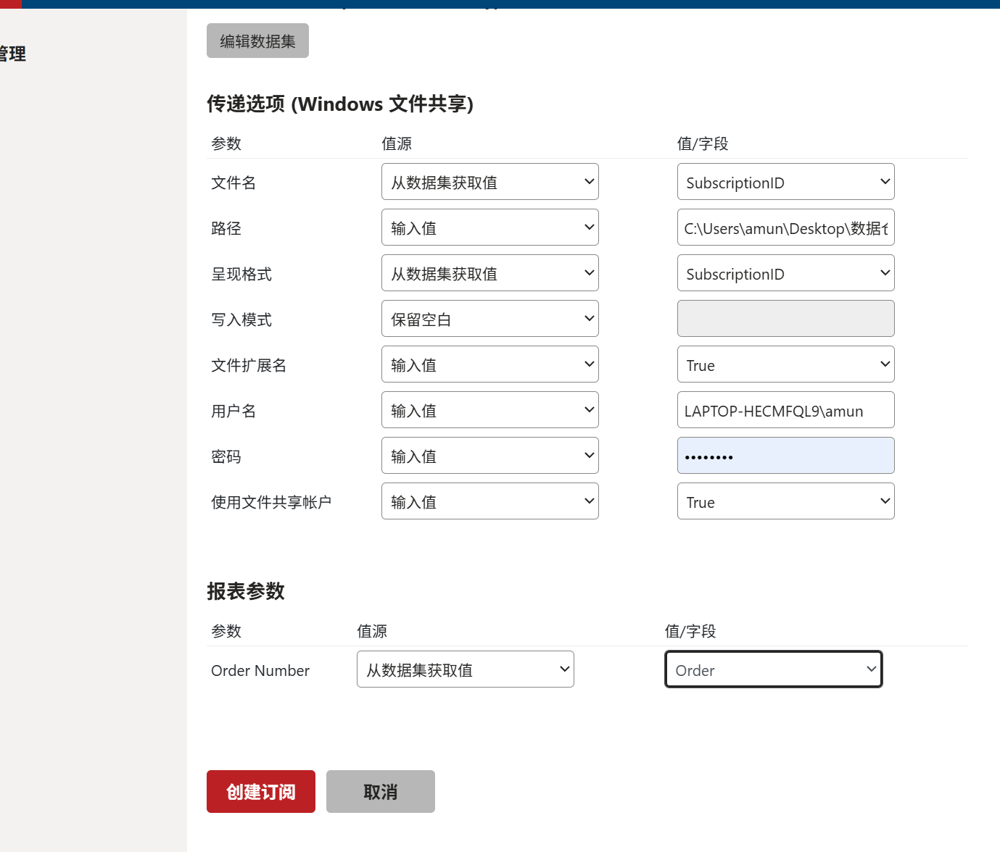 管理
编辑数据集
传递选项 (Windows 文件共享)
参数 值源 值/字段
文件名 从数据集获取值 SubscriptionID
路径 输入值 C:\Users\amun\Desktop\数据仓
呈现格式 从数据集获取值 SubscriptionID
写入模式 保留空白
文件扩展名 输入值 True
用户名 输入值 LAPTOP-HECMFQL9\amun
密码 输入值 ••••••••
使用文件共享帐户 输入值 True
报表参数
参数 值源 值/字段
Order Number 从数据集获取值 Order
创建订阅 取消